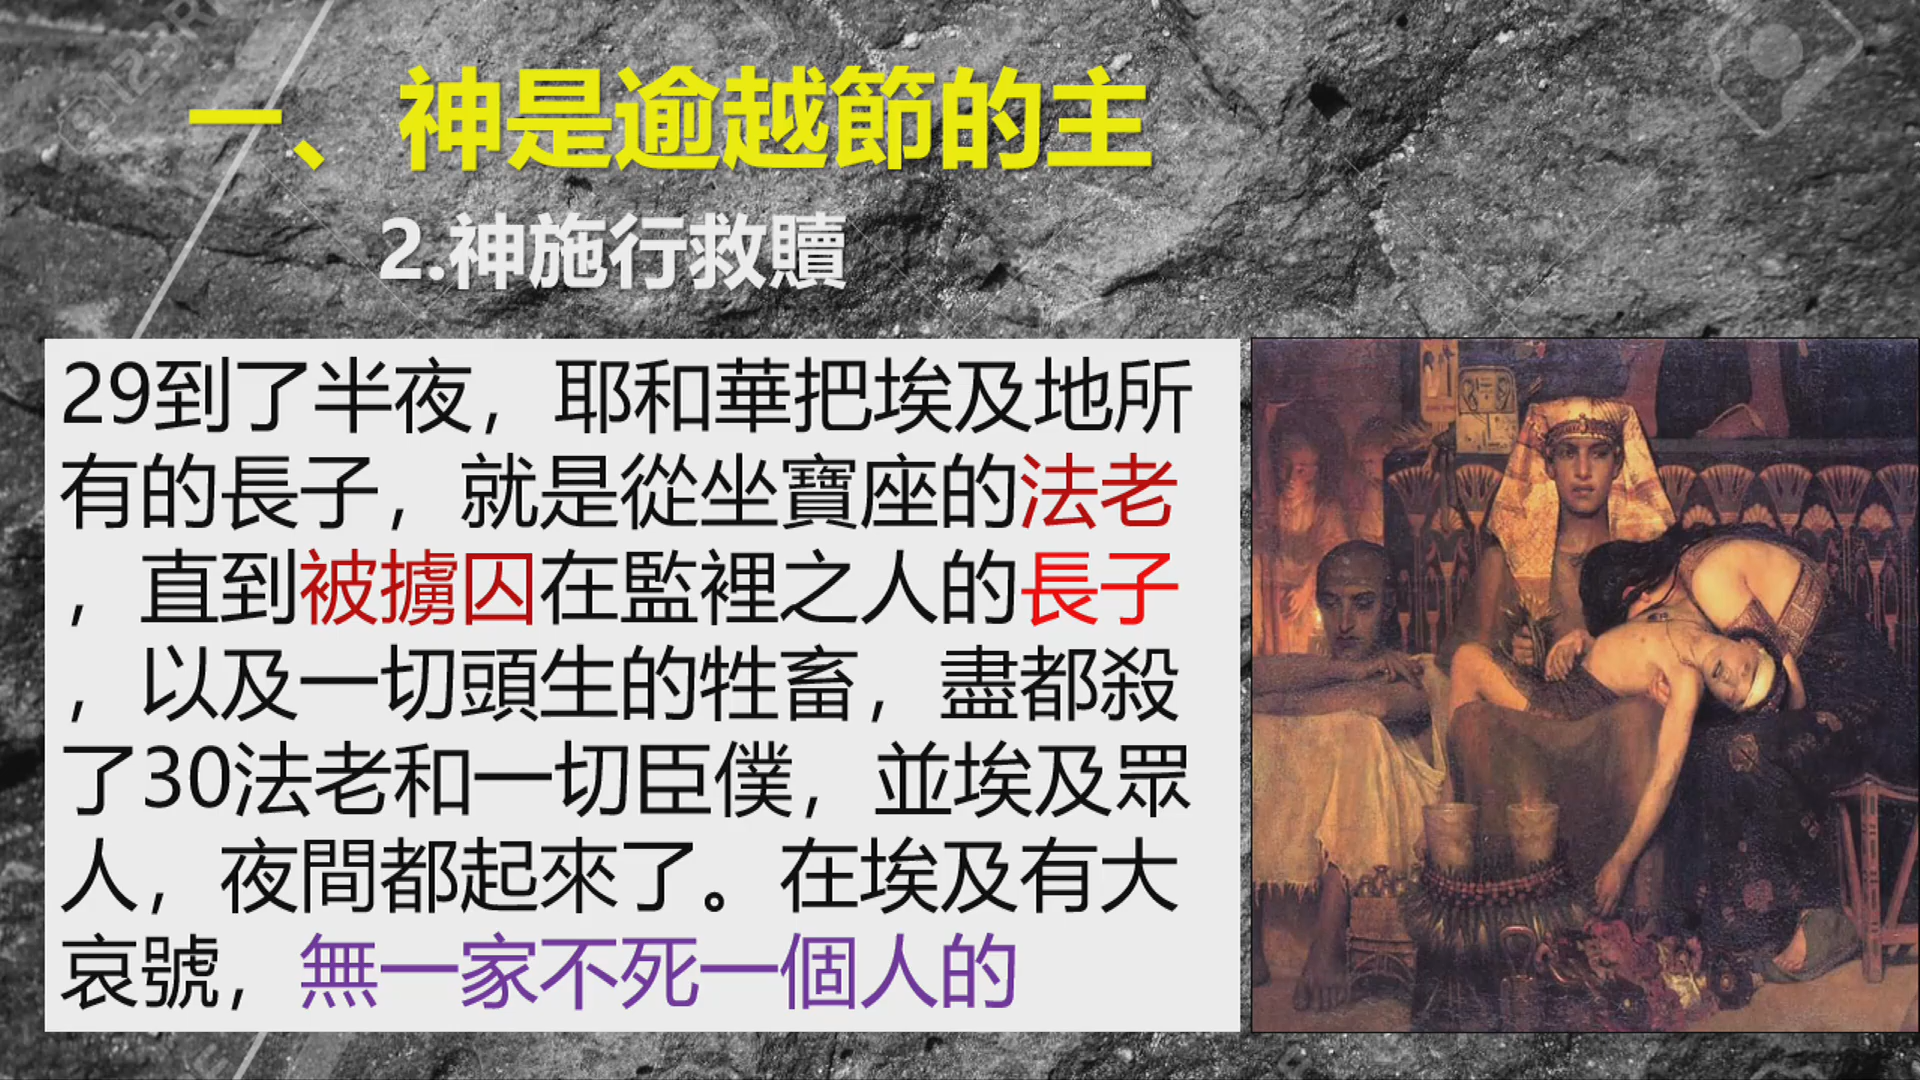 一、神是逾越節的主
2.神施行救贖
29到了半夜，耶和華把埃及地所
有的長子，就是從坐寶座的法老
，直到被擄囚在監裡之人的長子
，以及一切頭生的牲畜，盡都殺
了30法老和一切臣僕，並埃及眾
人，夜間都起來了。在埃及有大
哀號，無一家不死一個人的